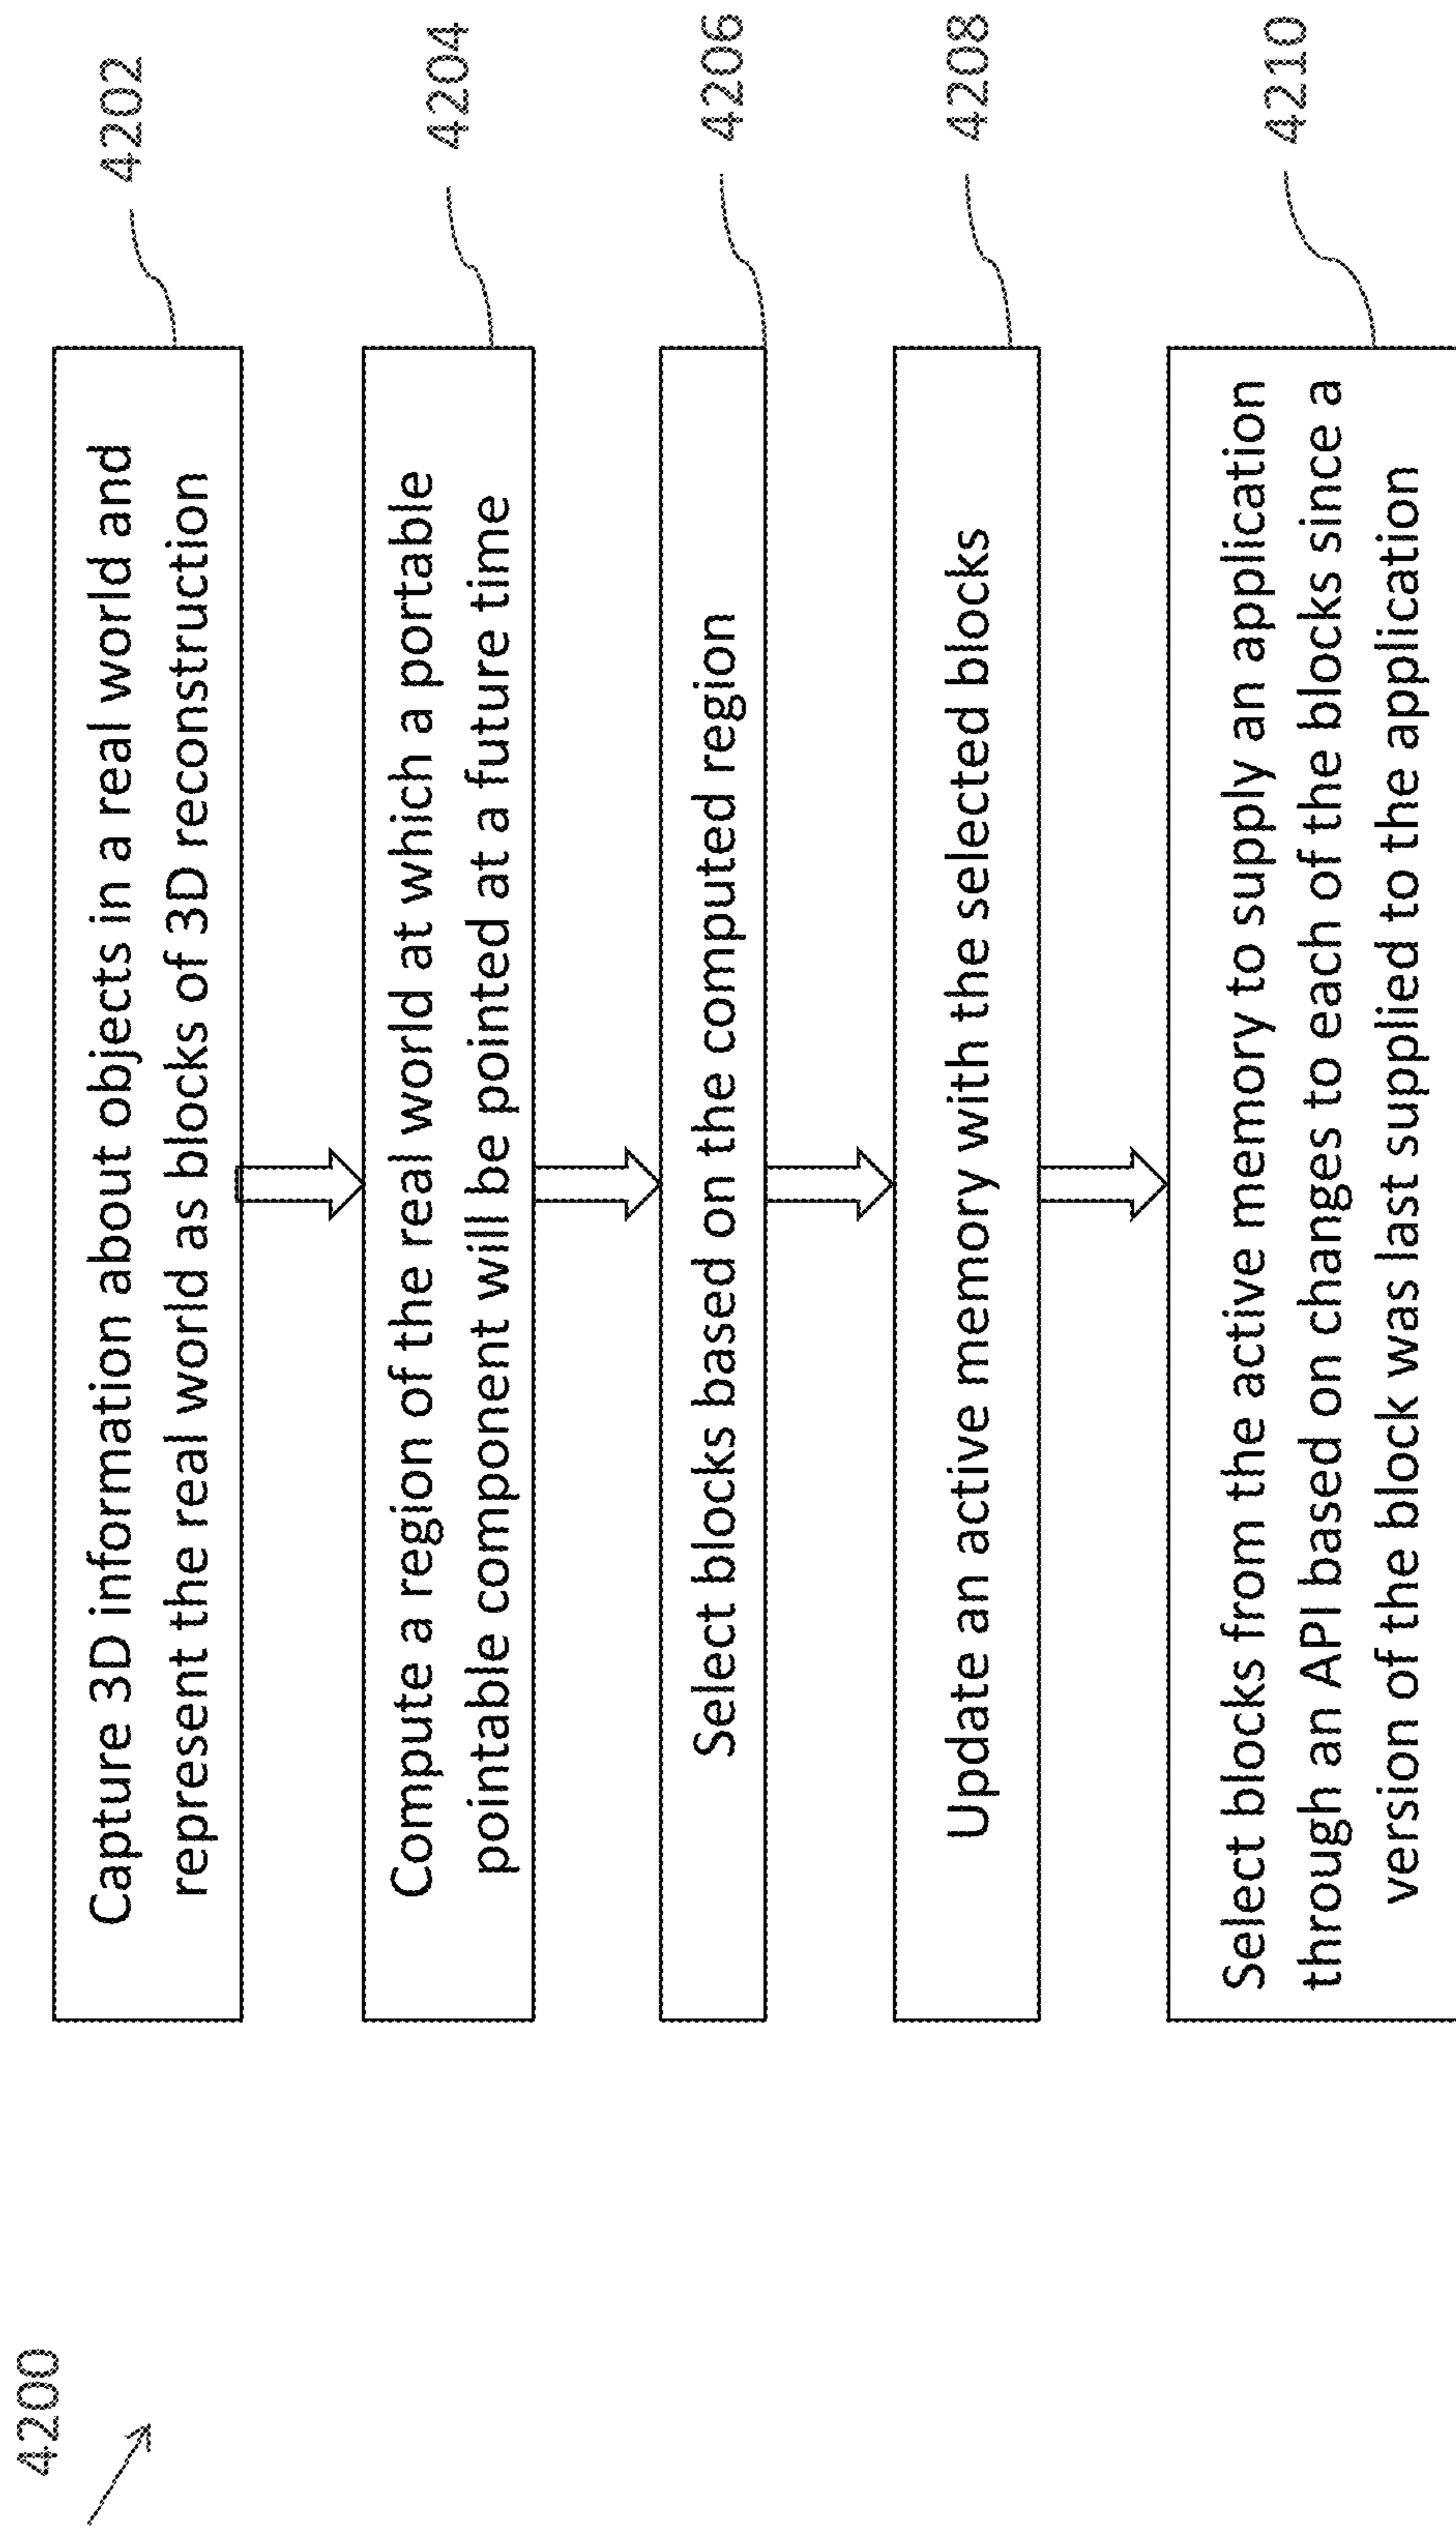 4200
Capture 3D information about objects in a real world and
represent the real world as blocks of 3D reconstruction
4202
Compute a region of the real world at which a portable
pointable component will be pointed at a future time
4204
Select blocks based on the computed region
4206
Update an active memory with the selected blocks
4208
Select blocks from the active memory to supply an application
through an API based on changes to each of the blocks since a
version of the block was last supplied to the application
4210